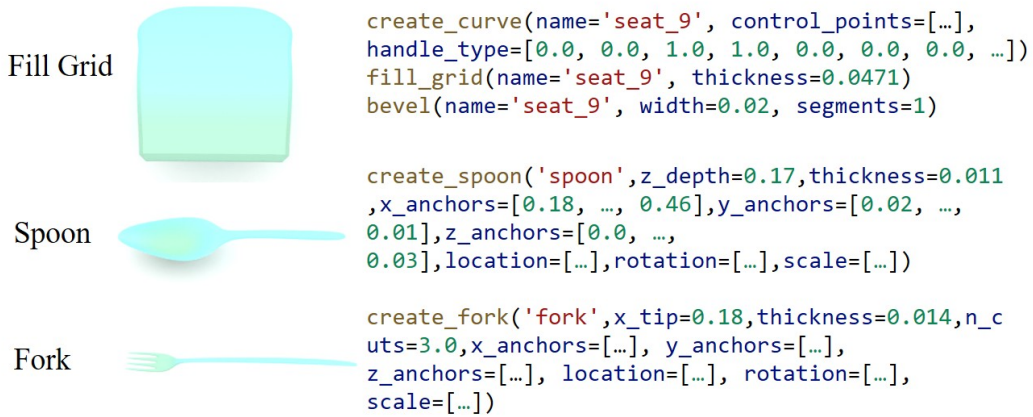 Fill Grid
create_curve(name='seat_9', control_points=[…],
handle_type=[0.0, 0.0, 1.0, 1.0, 0.0, 0.0, 0.0, …])
fill_grid(name='seat_9', thickness=0.0471)
bevel(name='seat_9', width=0.02, segments=1)
Spoon
create_spoon('spoon',z_depth=0.17,thickness=0.011
,x_anchors=[0.18, …, 0.46],y_anchors=[0.02, …,
0.01],z_anchors=[0.0, …,
0.03],location=[…],rotation=[…],scale=[…])
Fork
create_fork('fork',x_tip=0.18,thickness=0.014,n_c
uts=3.0,x_anchors=[…], y_anchors=[…],
z_anchors=[…], location=[…], rotation=[…],
scale=[…])